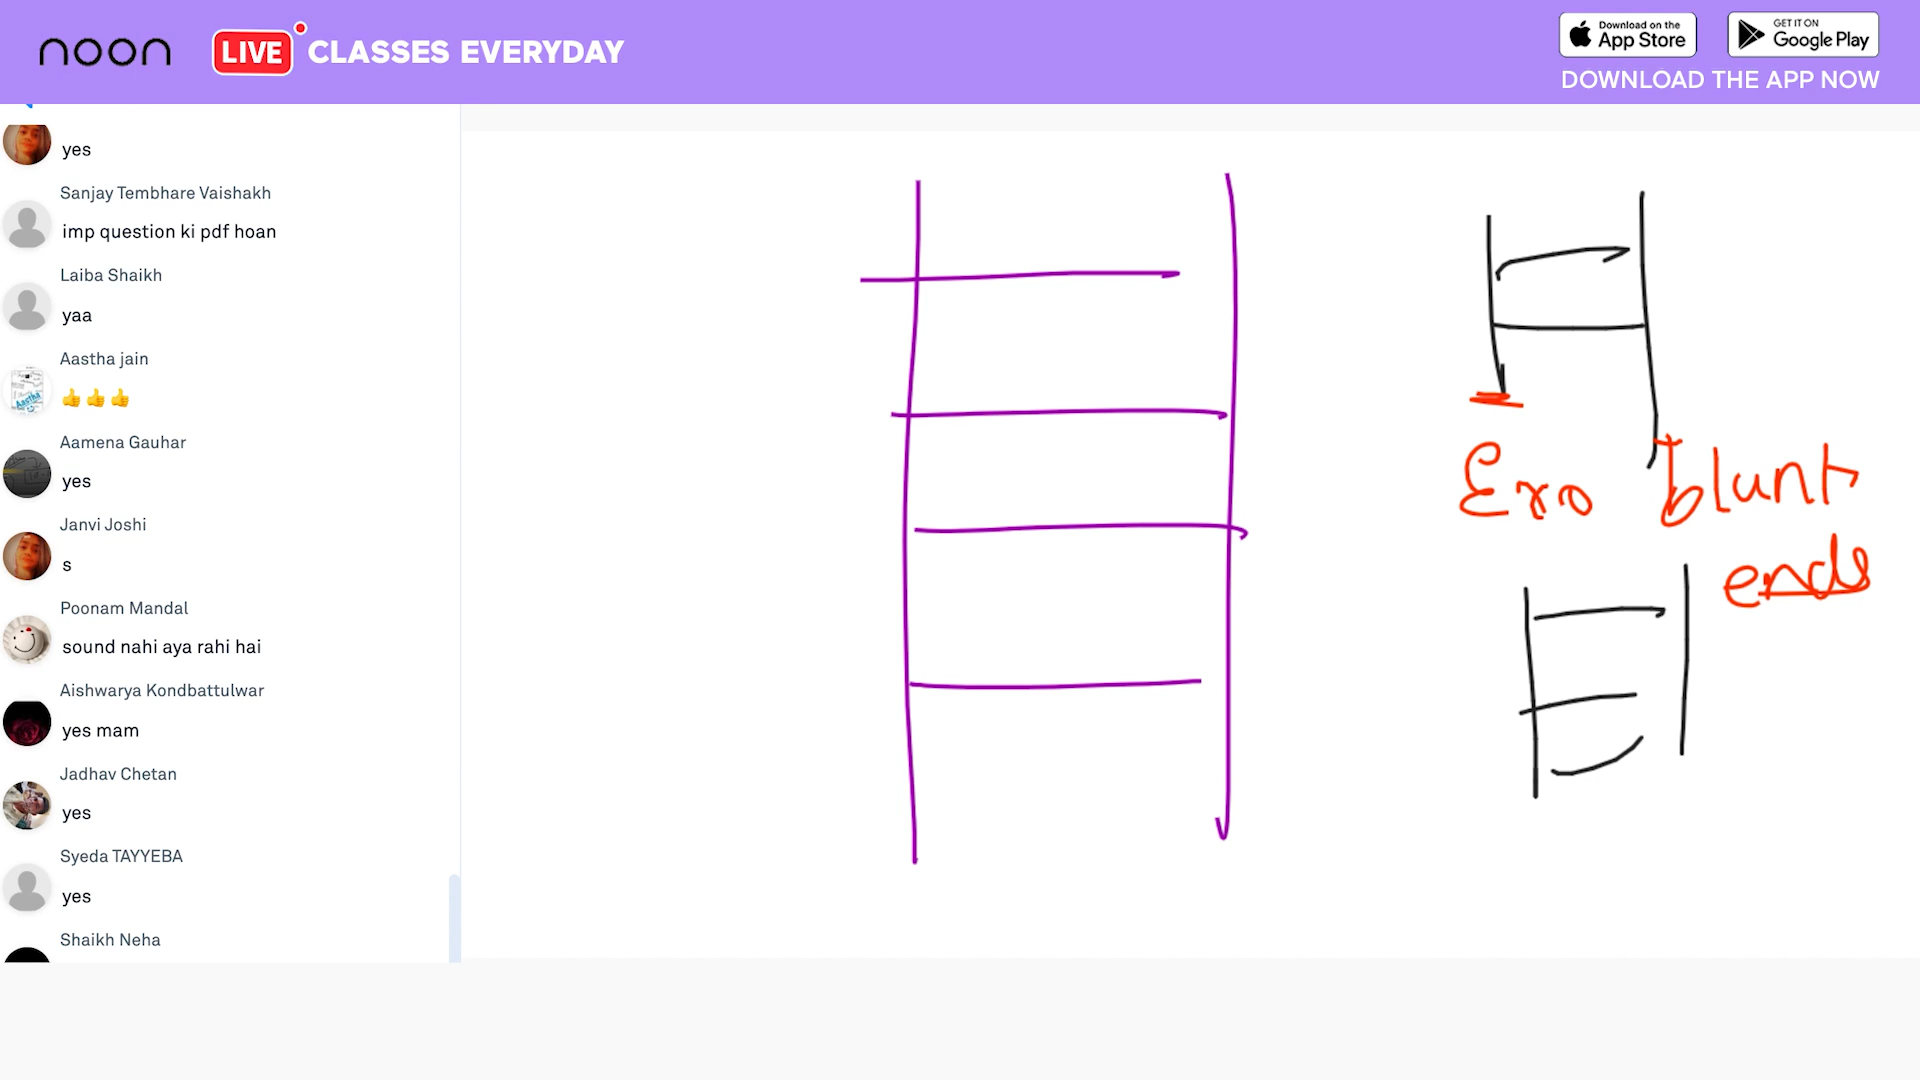 noon LIVE CLASSES EVERYDAY
Download on the App Store
GET IT ON Google Play
DOWNLOAD THE APP NOW
yes
Sanjay Tembhare Vaishakh
imp question ki pdf hoan
Laiba Shaikh
yaa
Aastha jain
👍👍👍
Aamena Gauhar
yes
Janvi Joshi
s
Poonam Mandal
sound nahi aya rahi hai
Aishwarya Kondbattulwar
yes mam
Jadhav Chetan
yes
Syeda TAYYEBA
yes
Shaikh Neha
Exo blunt
ends